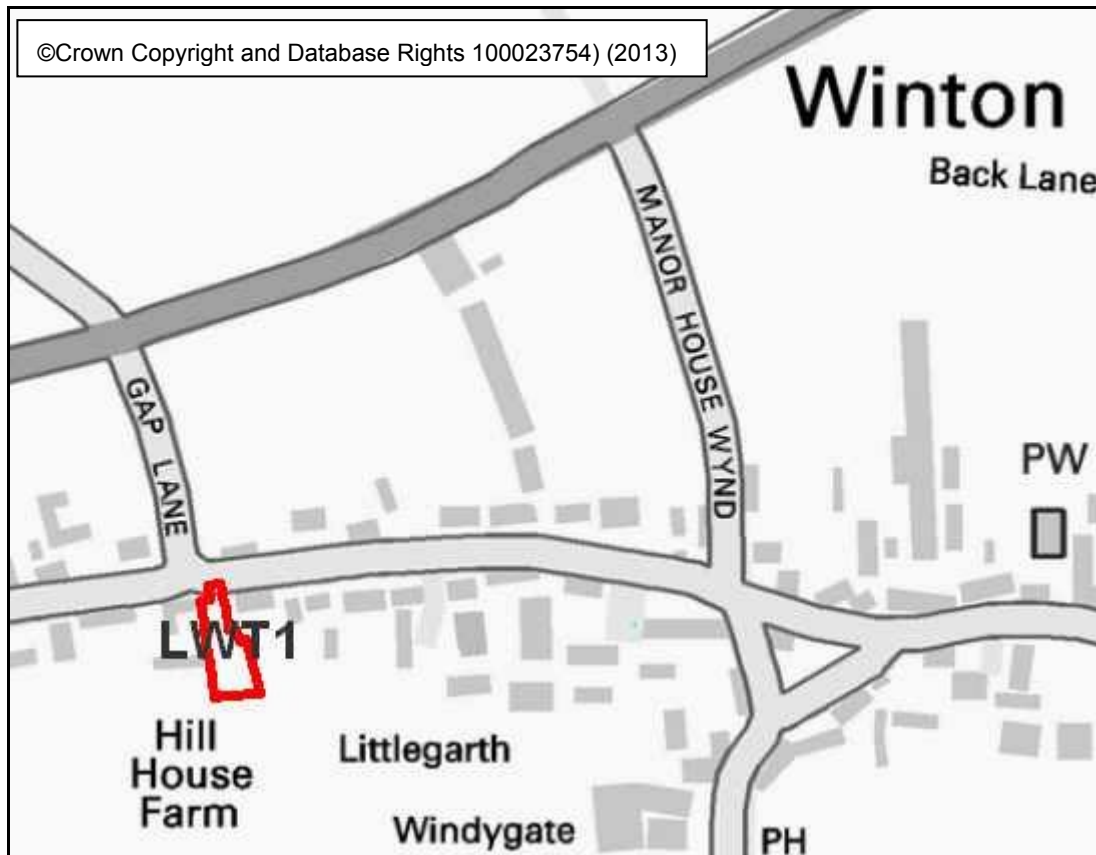 ©Crown Copyright and Database Rights 100023754) (2013)
Winton
Back Lane
MANOR HOUSE WYND
GAP LANE
PW
LWT1
Hill
House
Farm
Littlegarth
Windygate
PH